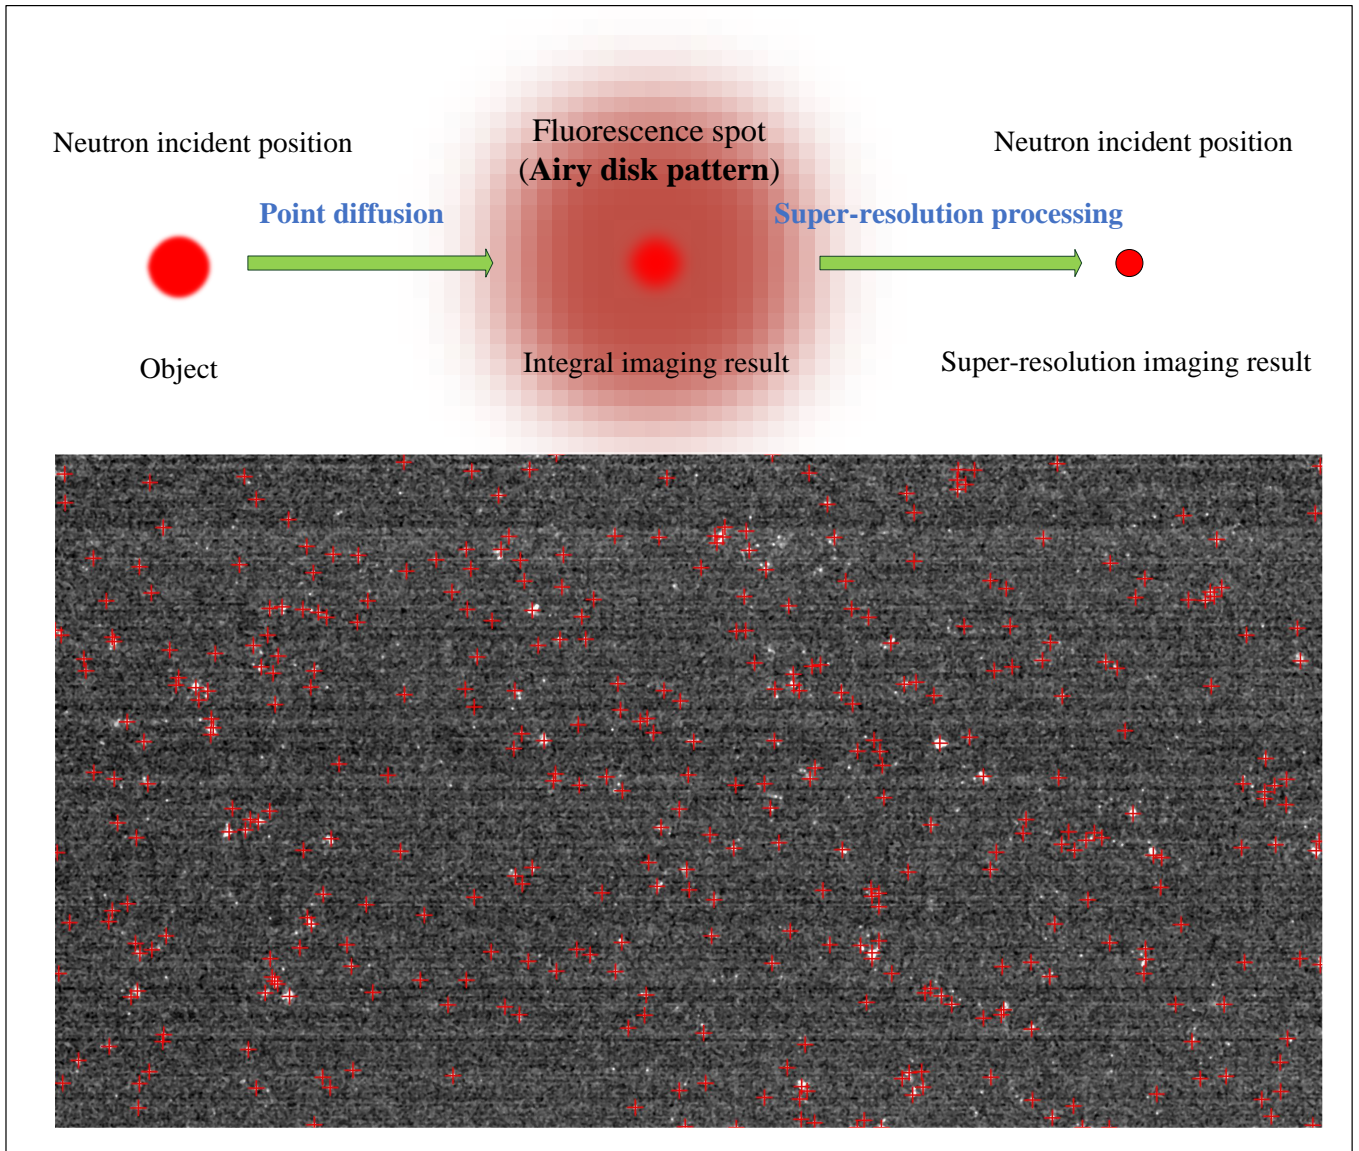 Neutron incident position
Fluorescence spot
(Airy disk pattern)
Neutron incident position
Point diffusion
Super-resolution processing
Object
Integral imaging result
Super-resolution imaging result